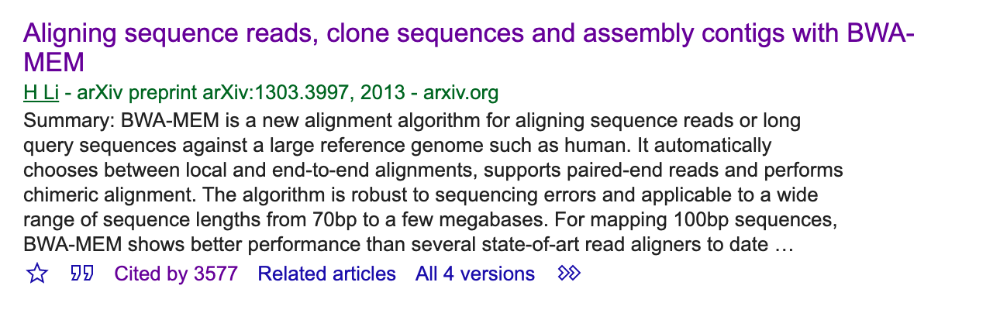 Aligning sequence reads, clone sequences and assembly contigs with BWA-
MEM
H Li - arXiv preprint arXiv:1303.3997, 2013 - arxiv.org
Summary: BWA-MEM is a new alignment algorithm for aligning sequence reads or long
query sequences against a large reference genome such as human. It automatically
chooses between local and end-to-end alignments, supports paired-end reads and performs
chimeric alignment. The algorithm is robust to sequencing errors and applicable to a wide
range of sequence lengths from 70bp to a few megabases. For mapping 100bp sequences,
BWA-MEM shows better performance than several state-of-art read aligners to date …
Cited by 3577 Related articles All 4 versions